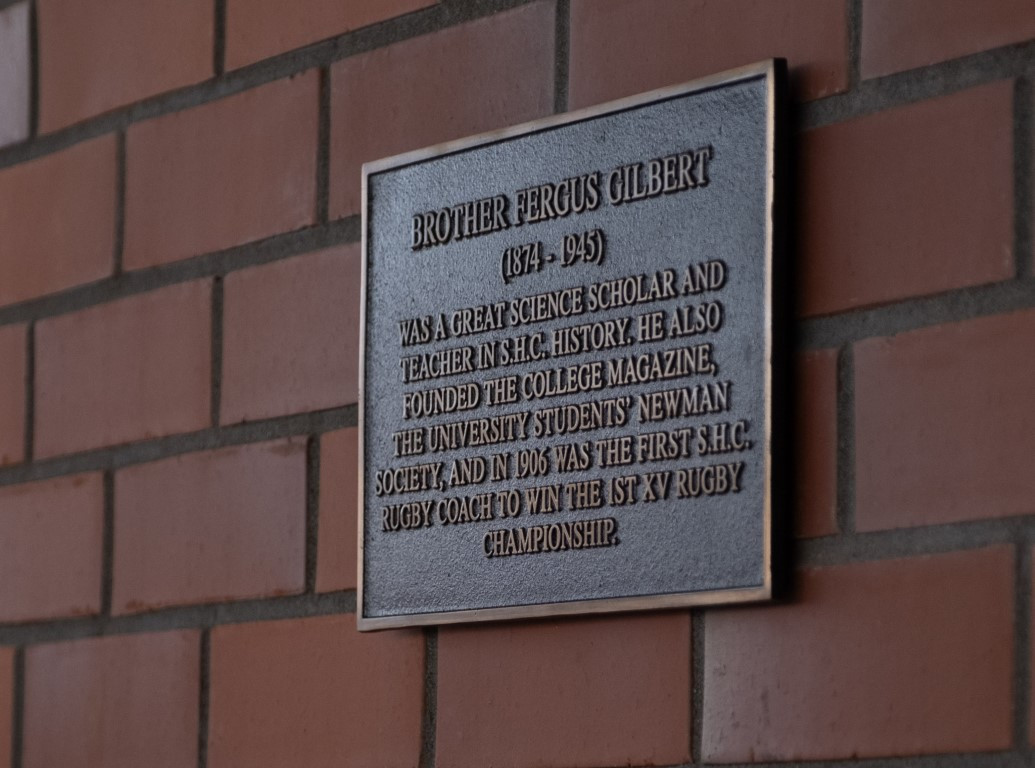 BROTHER FERGUS GILBERT
(1874 - 1945)
WAS A GREAT SCIENCE SCHOLAR AND
TEACHER IN S.H.C. HISTORY. HE ALSO
FOUNDED THE COLLEGE MAGAZINE,
THE UNIVERSITY STUDENTS' NEWMAN
SOCIETY, AND IN 1906 WAS THE FIRST S.H.C.
RUGBY COACH TO WIN THE 1ST XV RUGBY
CHAMPIONSHIP.